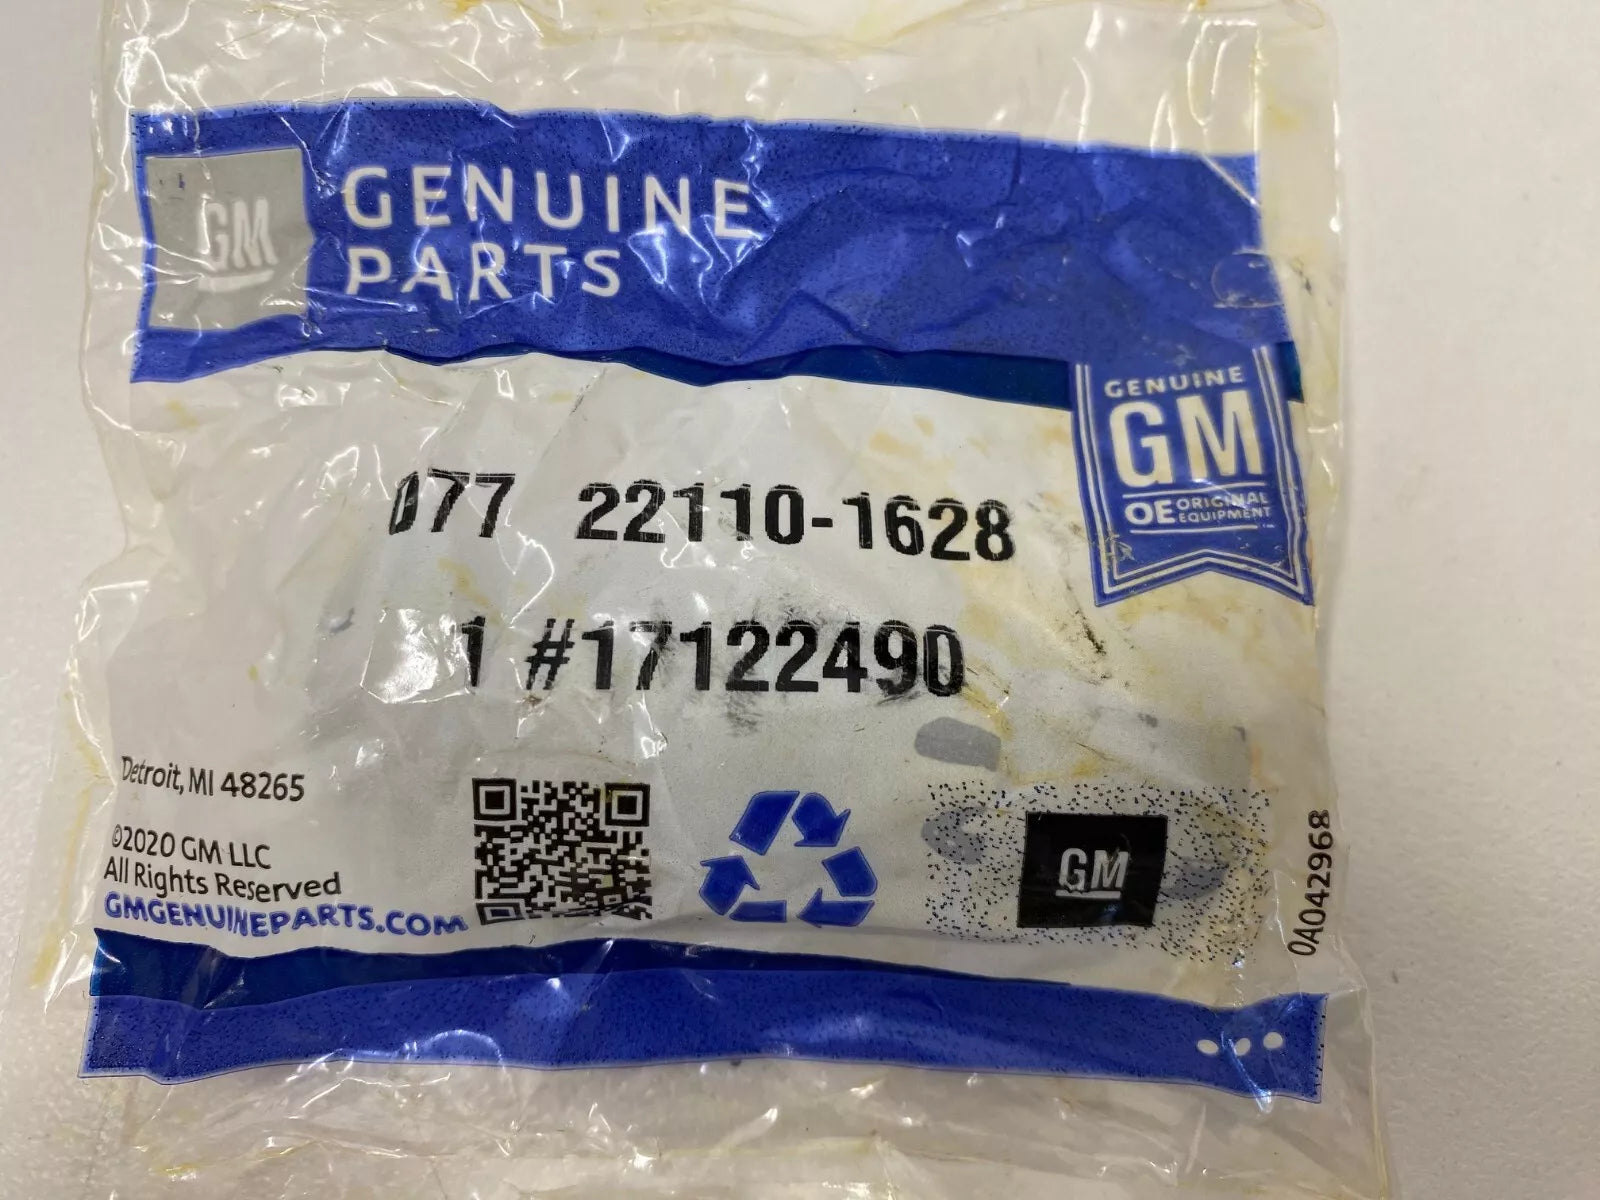 GM
GENUINE
PARTS
GENUINE
GM
OE ORIGINAL
EQUIPMENT
077 22110-1628
1 #17122490
Detroit, MI 48265
©2020 GM LLC
All Rights Reserved
GMGENUINEPARTS.COM
GM
0A042968